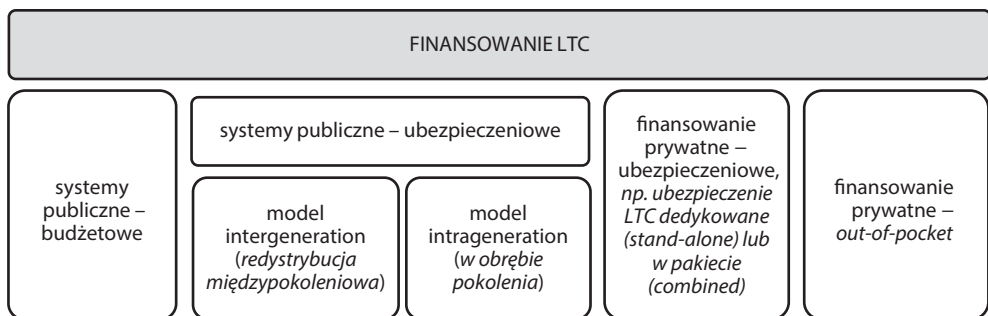 FINANSOWANIE LTC
systemy
publiczne –
budżetowe
systemy publiczne – ubezpieczeniowe
model
intergeneration
(redystrybucja
międzypokoleniowa)
model
intrageneration
(w obrębie
pokolenia)
finansowanie
prywatne –
ubezpieczeniowe,
np. ubezpieczenie
LTC dedykowane
(stand-alone) lub
w pakiecie
(combined)
finansowanie
prywatne –
out-of-pocket